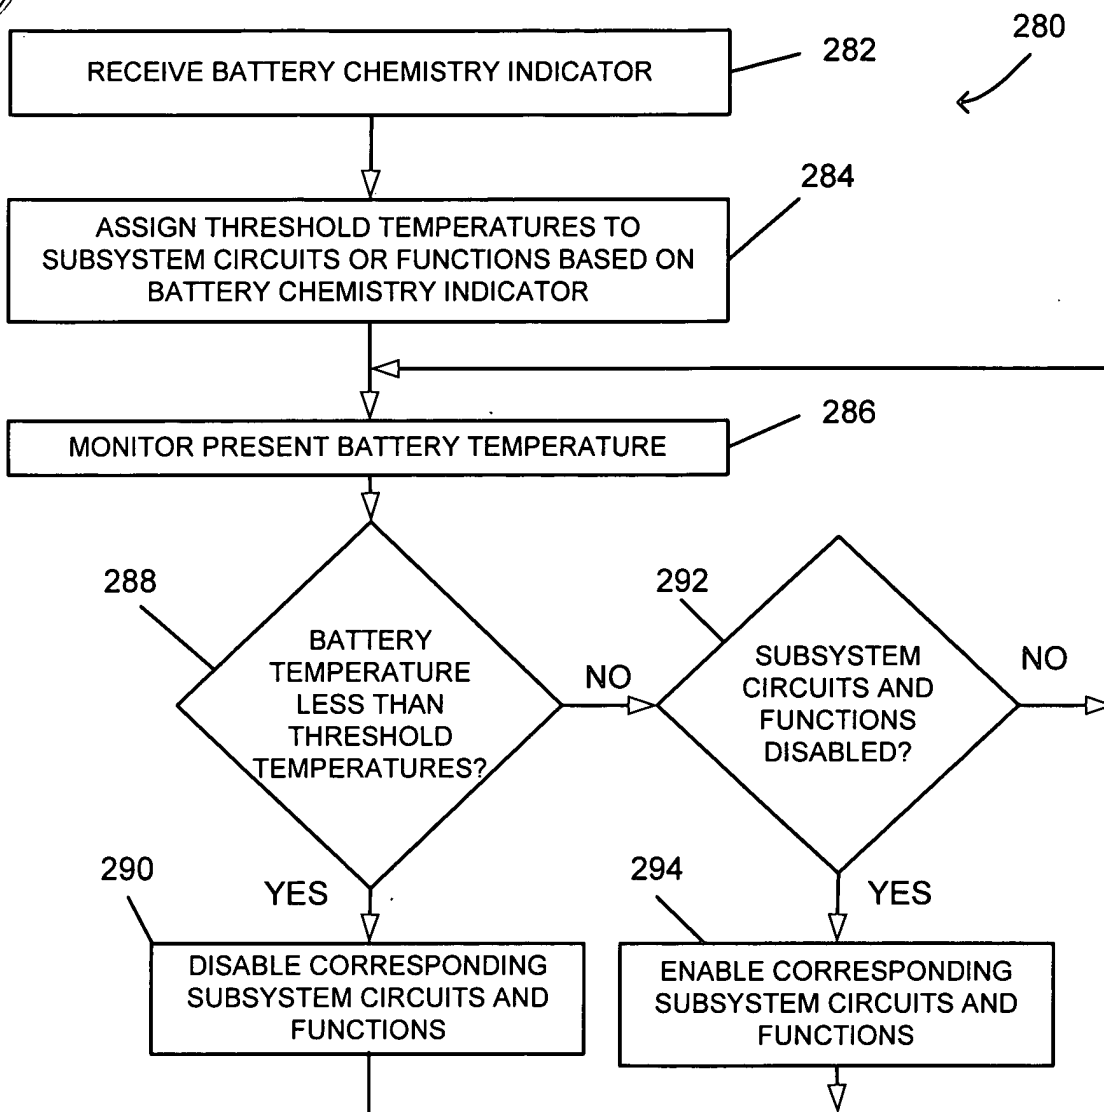 280
RECEIVE BATTERY CHEMISTRY INDICATOR
282
284
ASSIGN THRESHOLD TEMPERATURES TO
SUBSYSTEM CIRCUITS OR FUNCTIONS BASED ON
BATTERY CHEMISTRY INDICATOR
286
MONITOR PRESENT BATTERY TEMPERATURE
288
BATTERY
TEMPERATURE
LESS THAN
THRESHOLD
TEMPERATURES?
NO
292
SUBSYSTEM
CIRCUITS AND
FUNCTIONS
DISABLED?
NO
290
YES
DISABLE CORRESPONDING
SUBSYSTEM CIRCUITS AND
FUNCTIONS
294
YES
ENABLE CORRESPONDING
SUBSYSTEM CIRCUITS AND
FUNCTIONS